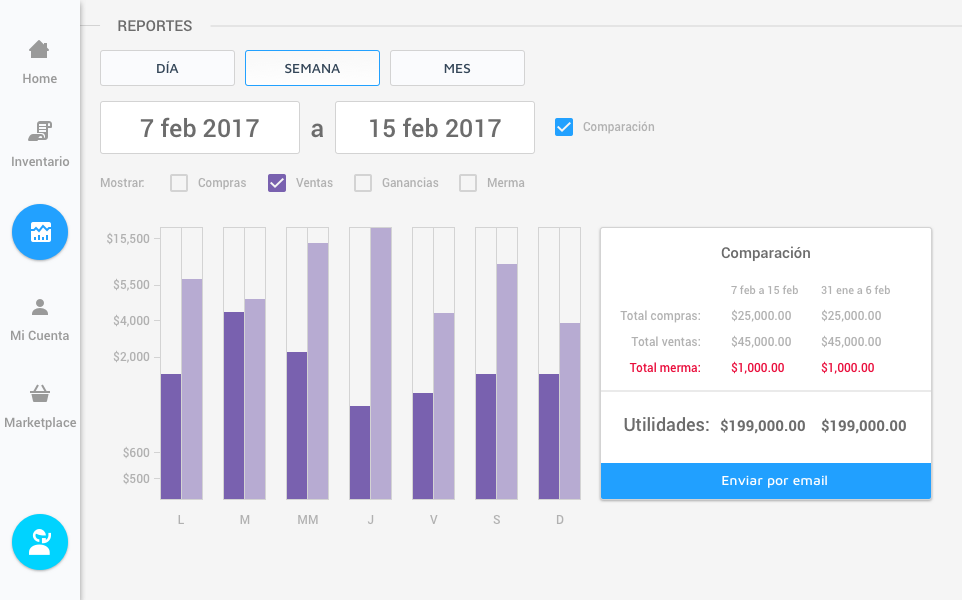 REPORTES
DÍA SEMANA MES
7 feb 2017 a 15 feb 2017 Comparación
Mostrar: Compras Ventas Ganancias Merma
Home
Inventario
Mi Cuenta
Marketplace
$15,500
$5,500
$4,000
$2,000
$600
$500
L M MM J V S D
Comparación
7 feb a 15 feb 31 ene a 6 feb
Total compras: $25,000.00 $25,000.00
Total ventas: $45,000.00 $45,000.00
Total merma: $1,000.00 $1,000.00
Utilidades: $199,000.00 $199,000.00
Enviar por email